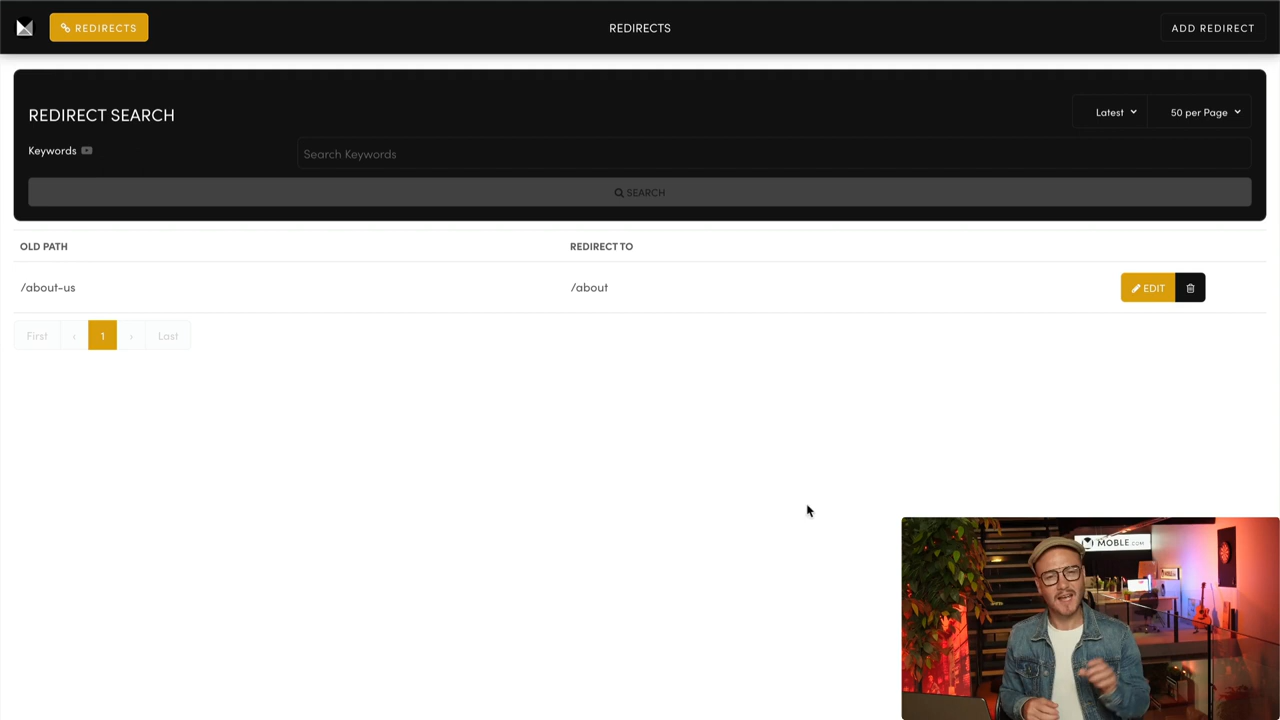 REDIRECTS
REDIRECTS
ADD REDIRECT
REDIRECT SEARCH
Latest
50 per Page
Keywords
Search Keywords
SEARCH
OLD PATH
REDIRECT TO
/about-us
/about
EDIT
First
‹
1
›
Last
MOBLE.COM